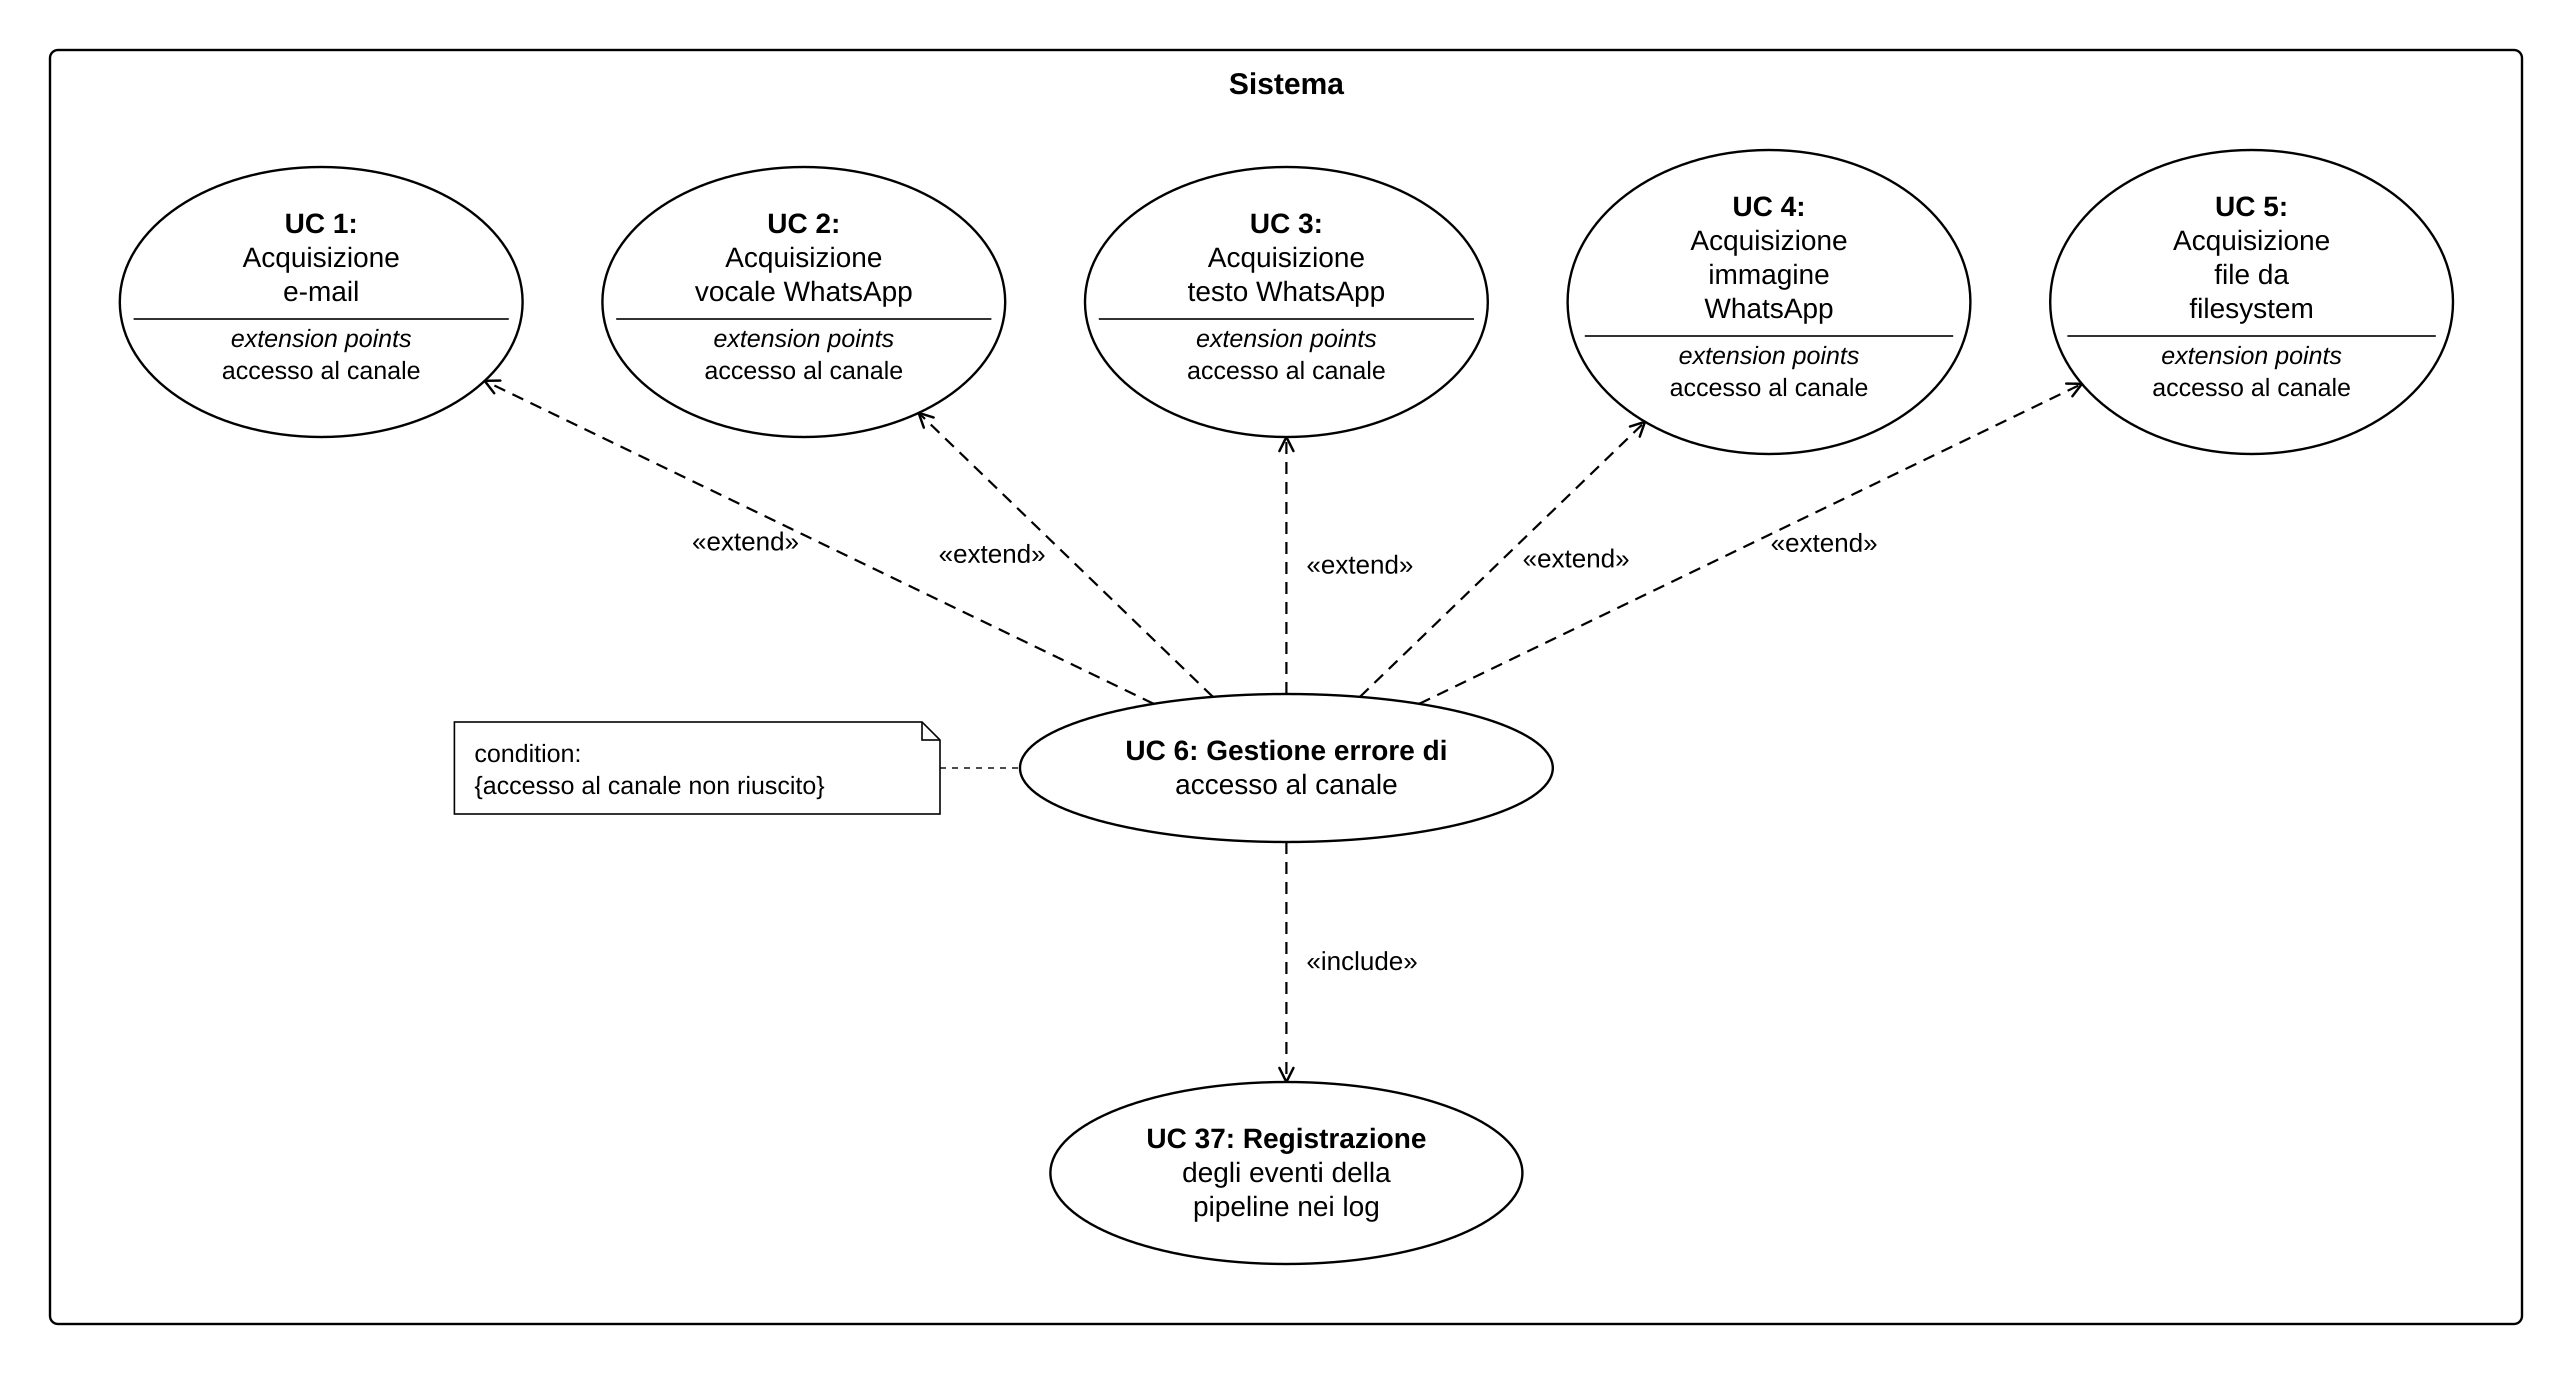 Sistema
UC 1:
Acquisizione
e-mail
extension points
accesso al canale
UC 2:
Acquisizione
vocale WhatsApp
extension points
accesso al canale
UC 3:
Acquisizione
testo WhatsApp
extension points
accesso al canale
UC 4:
Acquisizione
immagine
WhatsApp
extension points
accesso al canale
UC 5:
Acquisizione
file da
filesystem
extension points
accesso al canale
«extend»
«extend»
«extend»
«extend»
«extend»
condition:
{accesso al canale non riuscito}
UC 6: Gestione errore di
accesso al canale
«include»
UC 37: Registrazione
degli eventi della
pipeline nei log